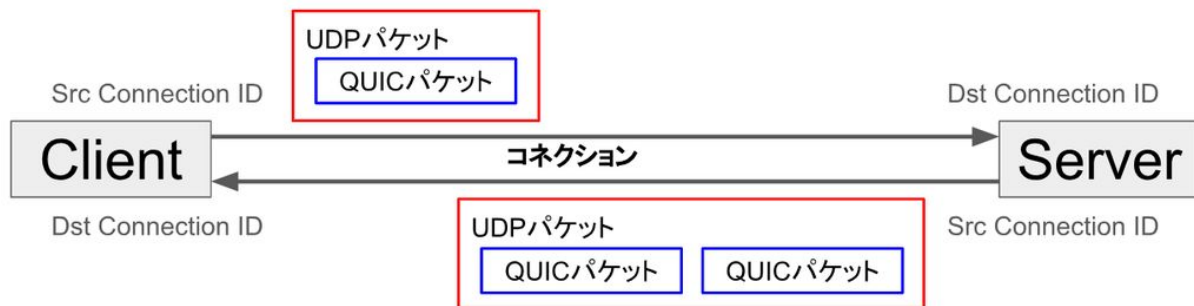 UDPパケット
QUICパケット
Src Connection ID
Dst Connection ID
Client
コネクション
Server
Dst Connection ID
Src Connection ID
UDPパケット
QUICパケット QUICパケット